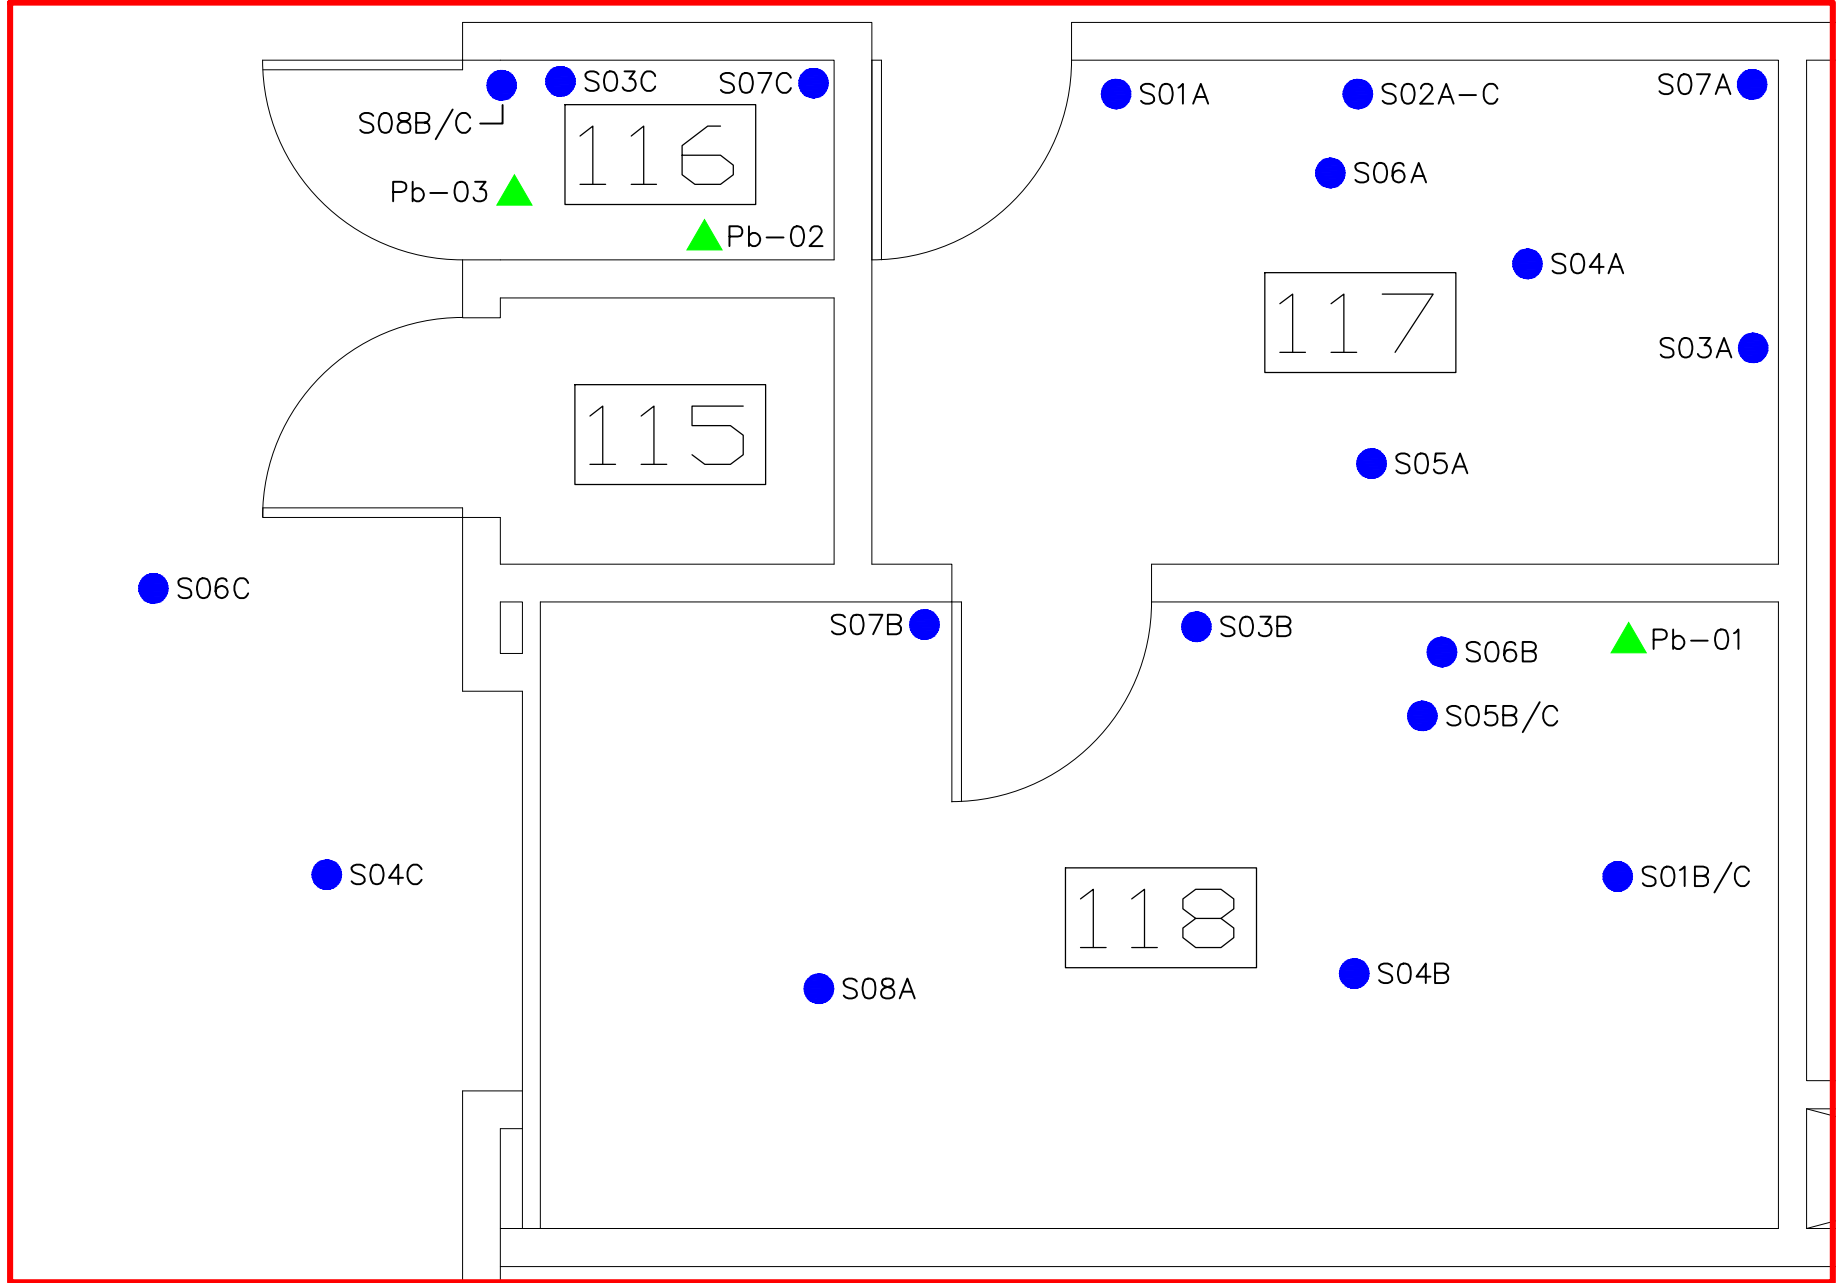 S03C
S07C
S01A
S02A-C
S07A
S08B/C
116
S06A
Pb-03
Pb-02
S04A
117
S03A
115
S05A
S06C
S07B
S03B
S06B
Pb-01
S05B/C
S04C
S01B/C
118
S04B
S08A